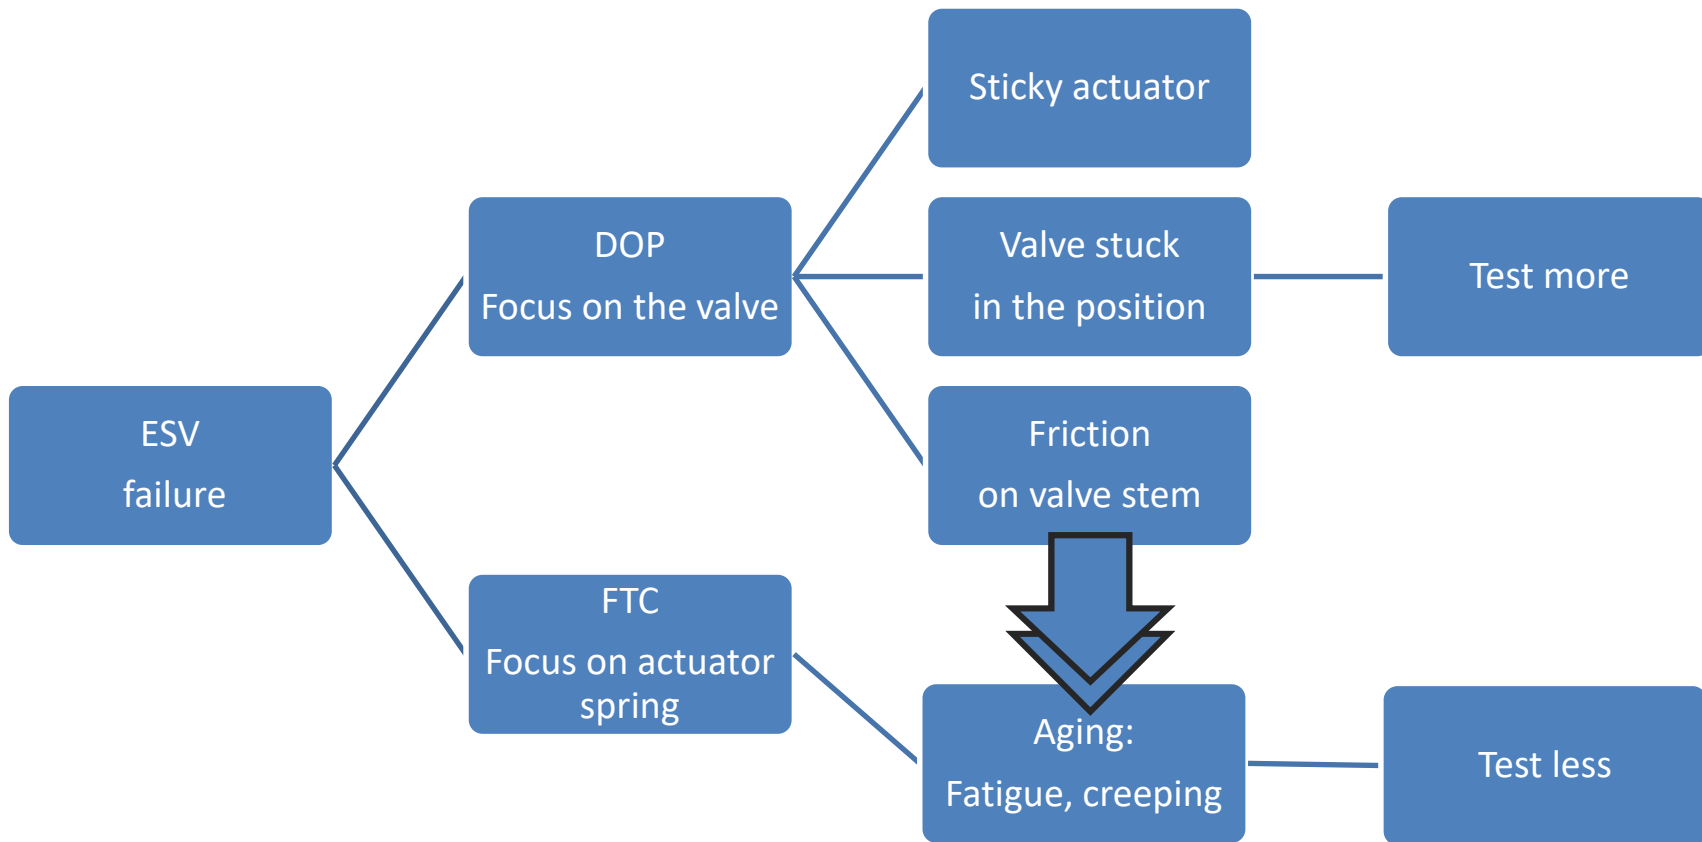 ESV
failure
DOP
Focus on the valve
FTC
Focus on actuator
spring
Sticky actuator
Valve stuck
in the position
Friction
on valve stem
Aging:
Fatigue, creeping
Test more
Test less